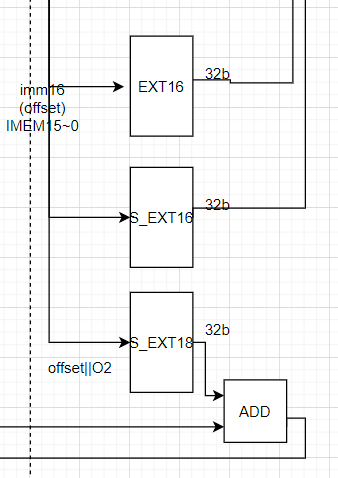 EXT16
32b
imm16
(offset)
IMEM15~0
S_EXT16
32b
S_EXT18
32b
offset||O2
ADD